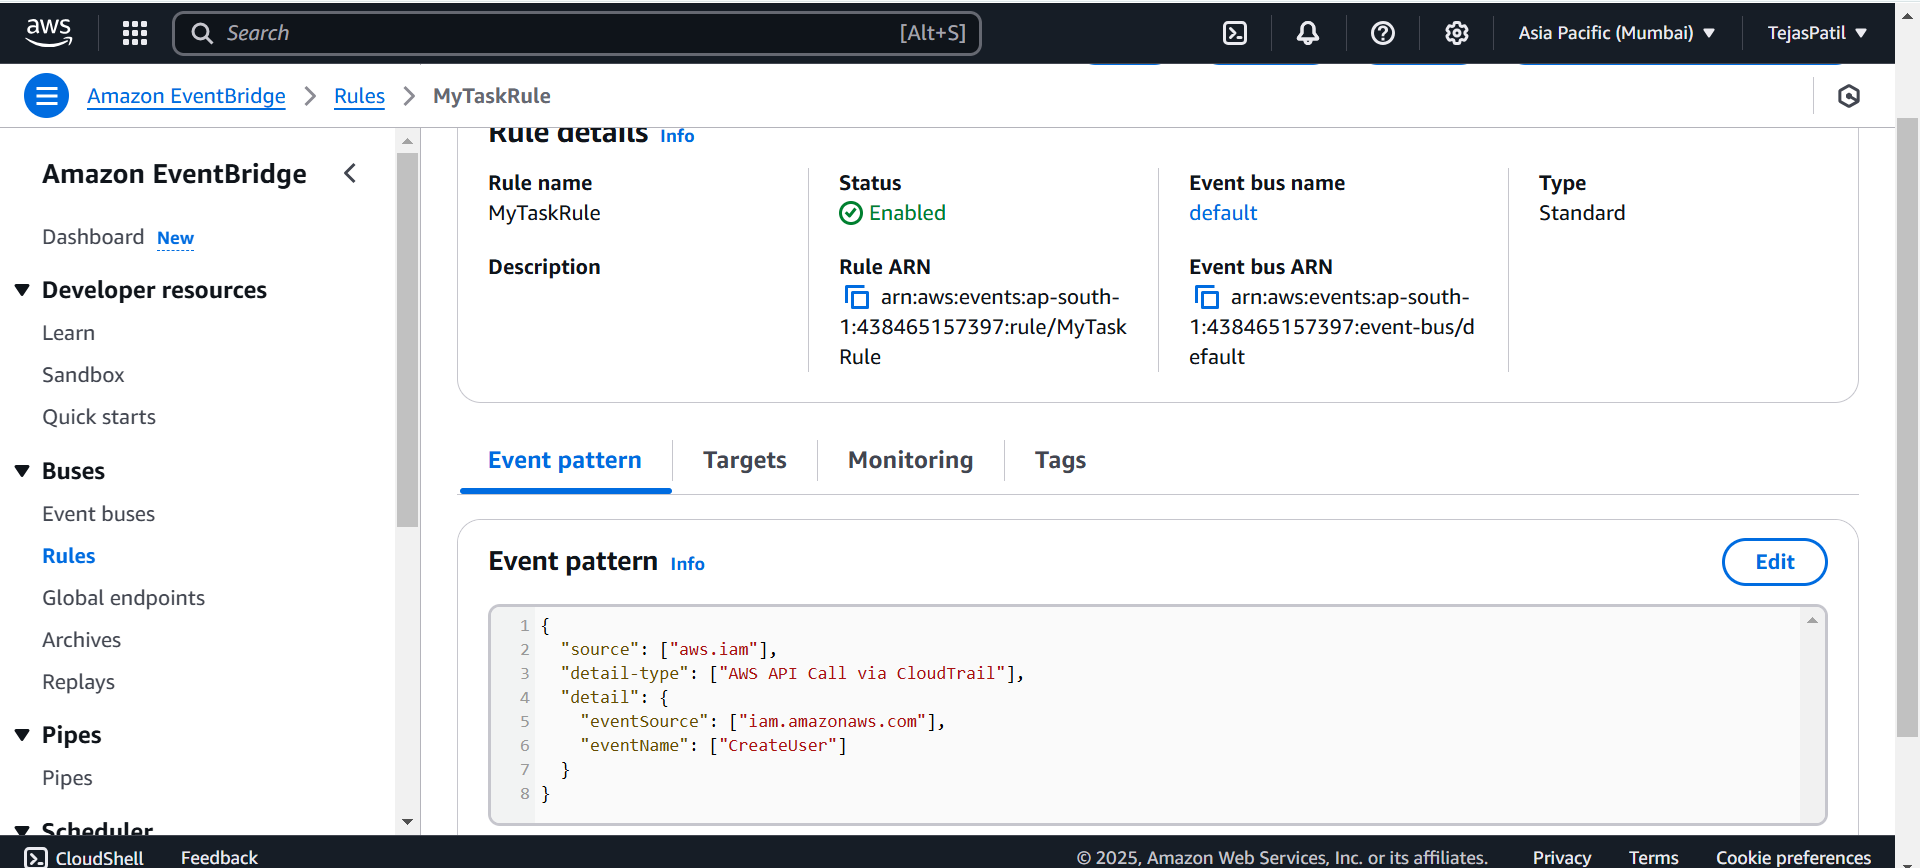 aws
Search
[Alt+S]
Asia Pacific (Mumbai)
TejasPatil
Amazon EventBridge
Rules
MyTaskRule
Amazon EventBridge
Dashboard New
Developer resources
Learn
Sandbox
Quick starts
Buses
Event buses
Rules
Global endpoints
Archives
Replays
Pipes
Pipes
Scheduler
Rule details Info
Rule name
MyTaskRule
Status
Enabled
Event bus name
default
Type
Standard
Description
Rule ARN
arn:aws:events:ap-south-
1:438465157397:rule/MyTask
Rule
Event bus ARN
arn:aws:events:ap-south-
1:438465157397:event-bus/d
efault
Event pattern
Targets
Monitoring
Tags
Event pattern Info
Edit
1 {
2 "source": ["aws.iam"],
3 "detail-type": ["AWS API Call via CloudTrail"],
4 "detail": {
5 "eventSource": ["iam.amazonaws.com"],
6 "eventName": ["CreateUser"]
7 }
8 }
CloudShell
Feedback
© 2025, Amazon Web Services, Inc. or its affiliates.
Privacy
Terms
Cookie preferences